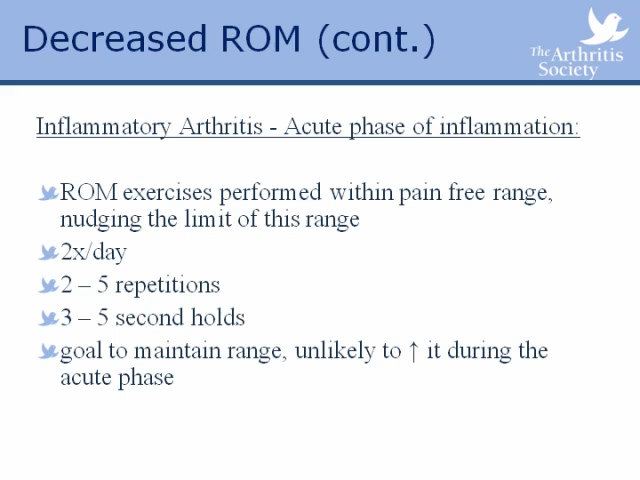 Decreased ROM (cont.)
The Arthritis
Society
Inflammatory Arthritis - Acute phase of inflammation:
ROM exercises performed within pain free range,
nudging the limit of this range
2x/day
2 – 5 repetitions
3 – 5 second holds
goal to maintain range, unlikely to ↑ it during the
acute phase